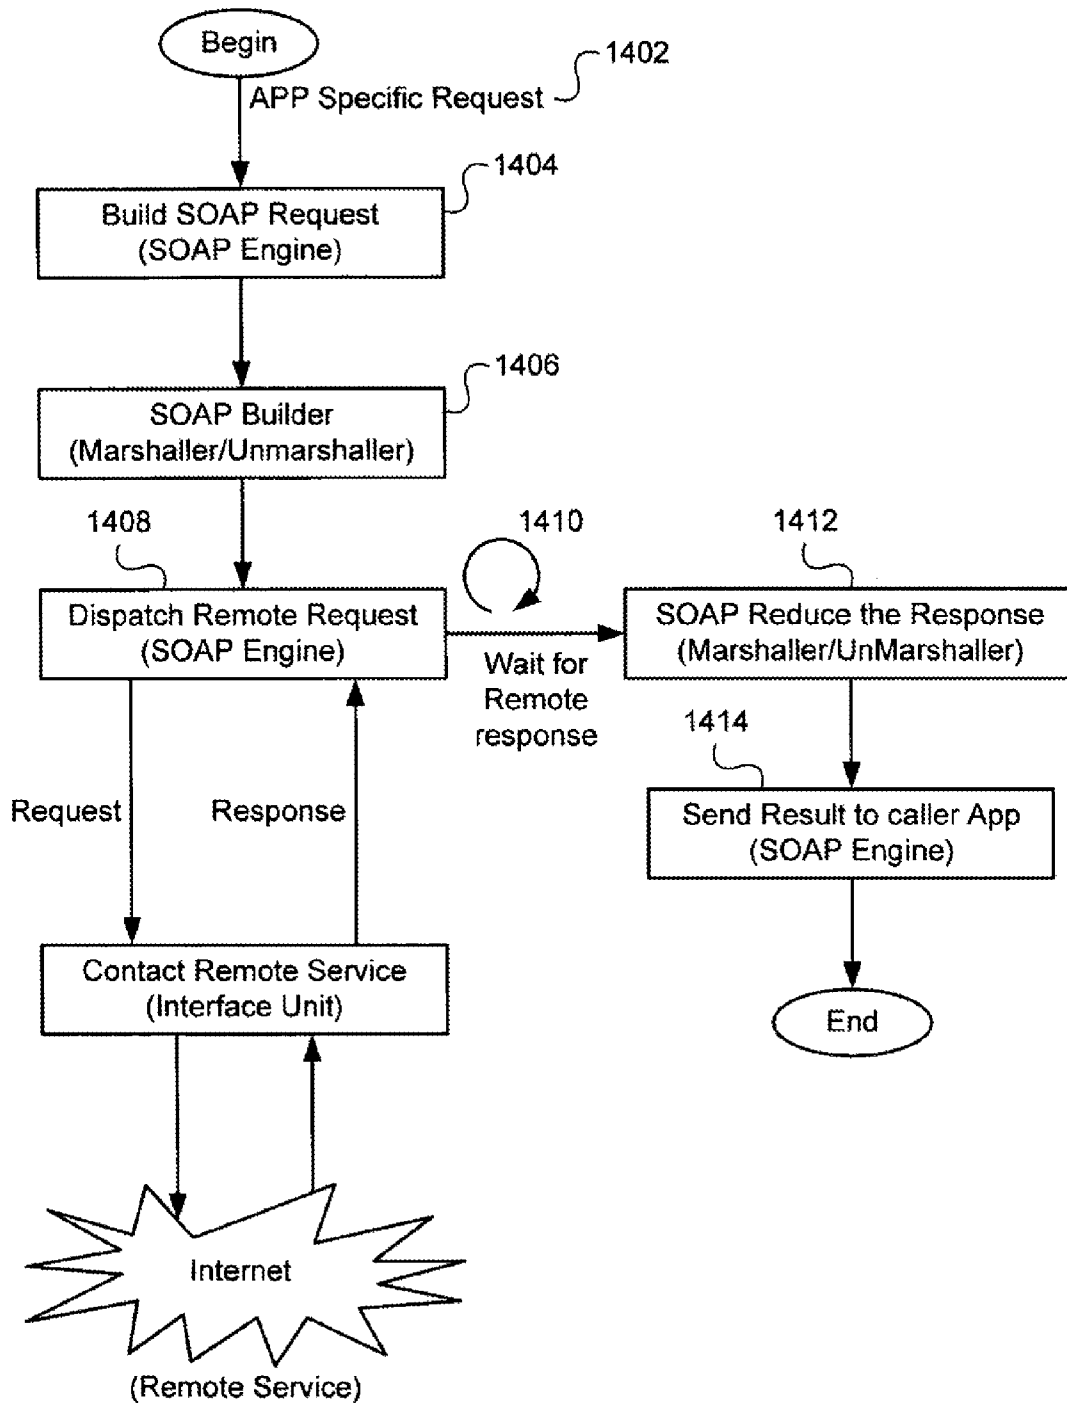 Begin
1402
APP Specific Request
1404
Build SOAP Request
(SOAP Engine)
1406
SOAP Builder
(Marshaller/Unmarshaller)
1408
1410
1412
Dispatch Remote Request
(SOAP Engine)
Wait for
Remote
response
SOAP Reduce the Response
(Marshaller/UnMarshaller)
1414
Send Result to caller App
(SOAP Engine)
Request
Response
Contact Remote Service
(Interface Unit)
End
Internet
(Remote Service)